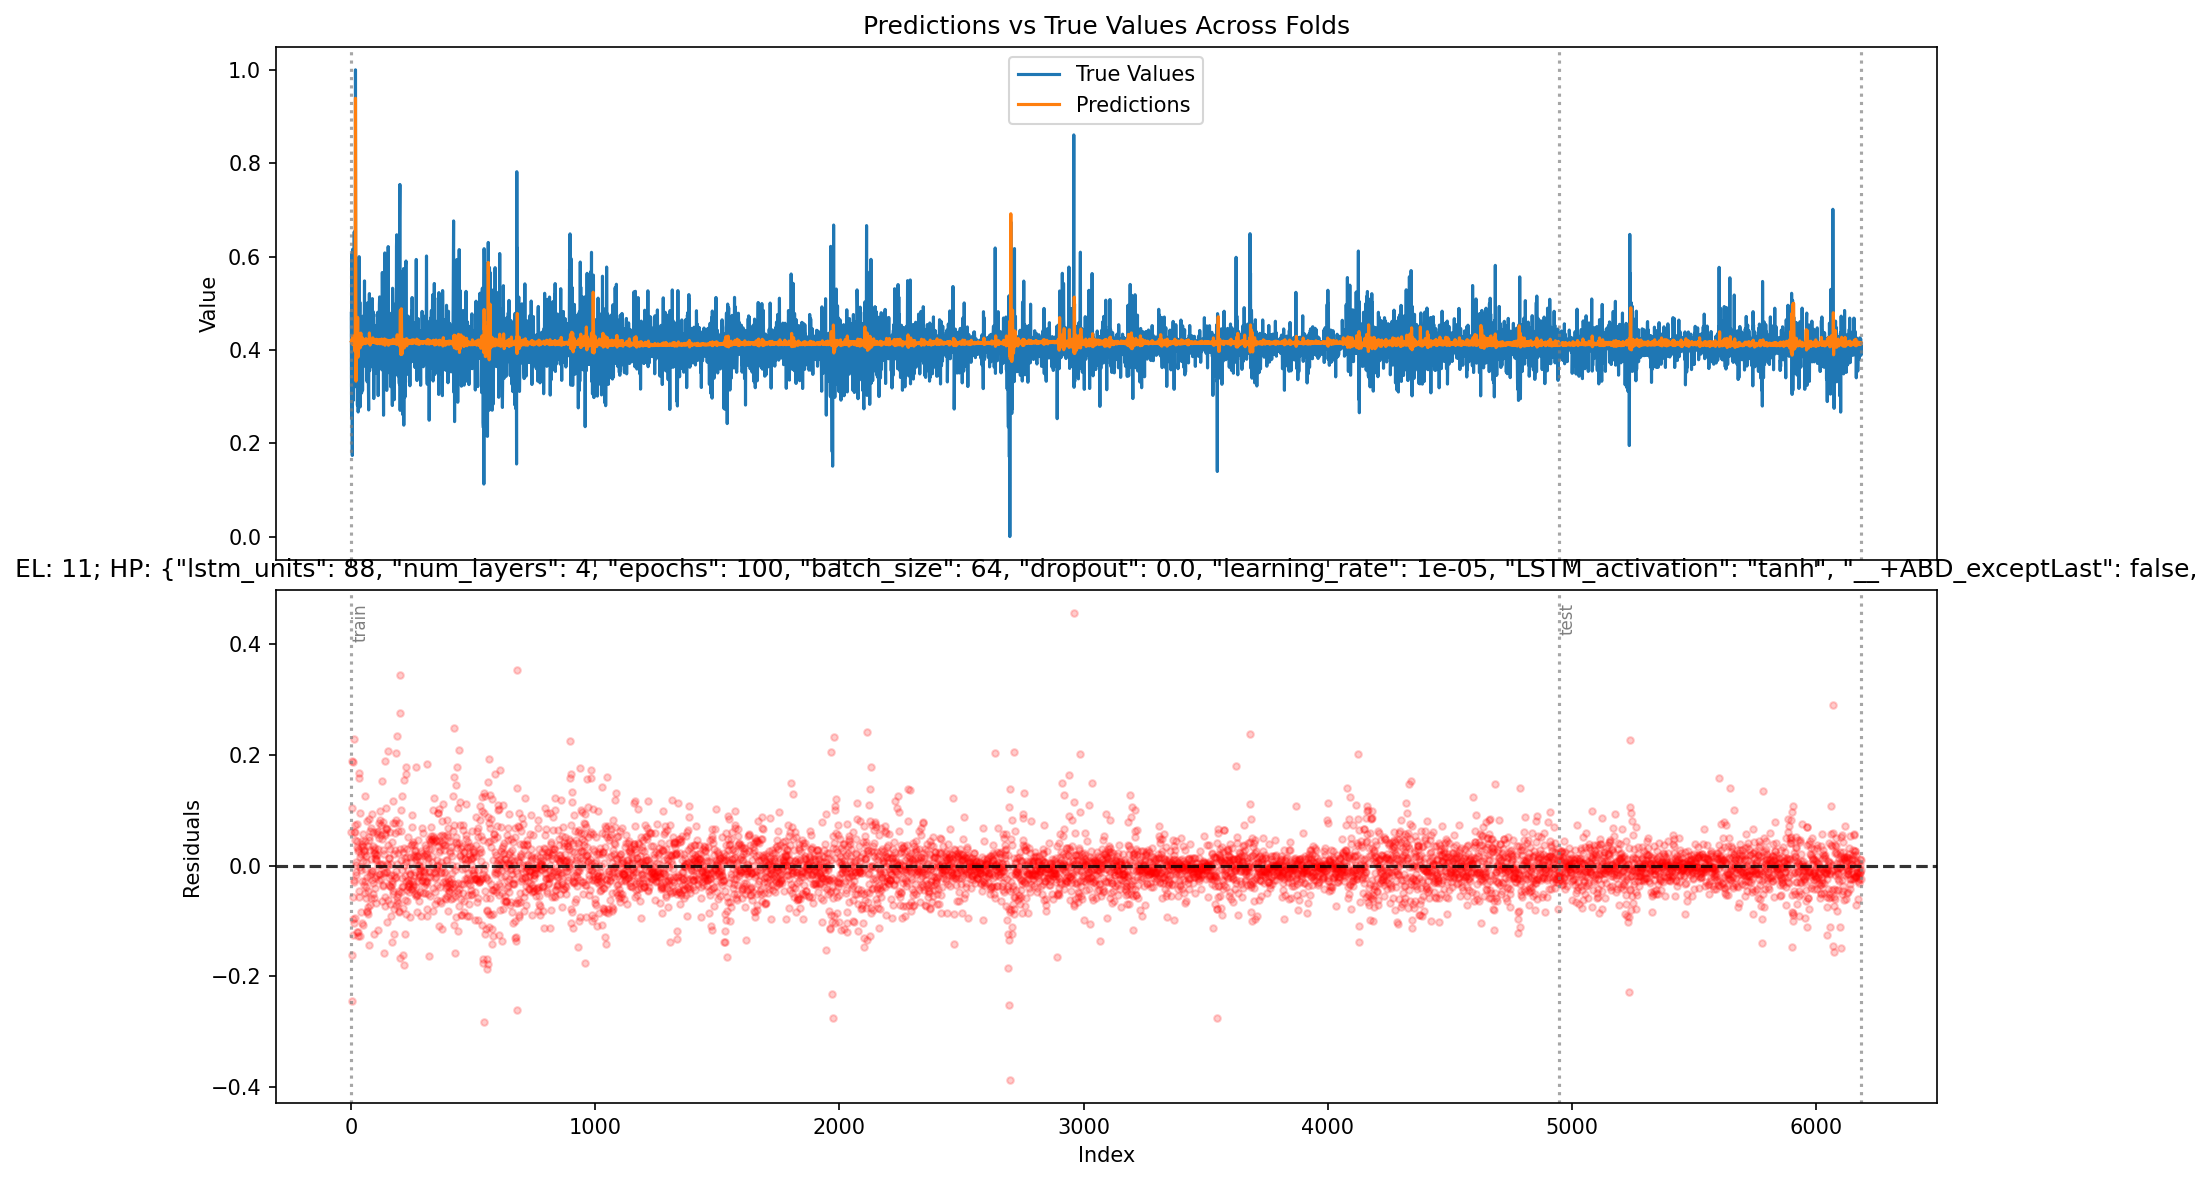 Predictions vs True Values Across Folds
True Values
Predictions
1.0
0.8
0.6
0.4
0.2
0.0
Value
EL: 11; HP: {"lstm_units": 88, "num_layers": 4, "epochs": 100, "batch_size": 64, "dropout": 0.0, "learning_rate": 1e-05, "LSTM_activation": "tanh", "__+ABD_exceptLast": false,
train
test
0.4
0.2
0.0
−0.2
−0.4
Residuals
0 1000 2000 3000 4000 5000 6000
Index